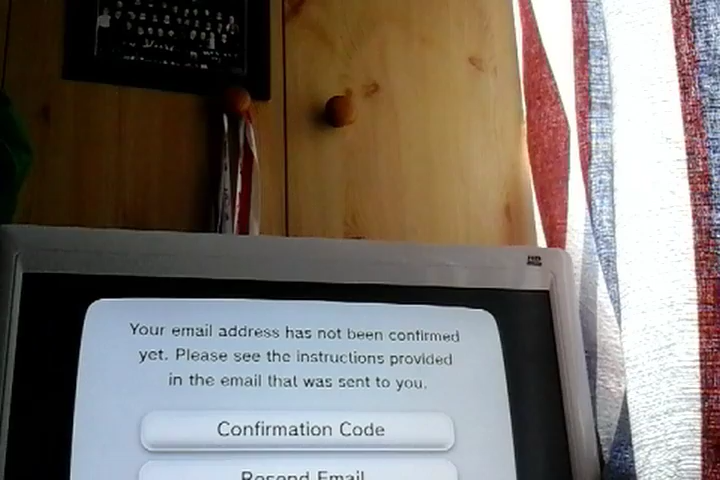 Your email address has not been confirmed
yet. Please see the instructions provided
in the email that was sent to you.
Confirmation Code
Resend Email